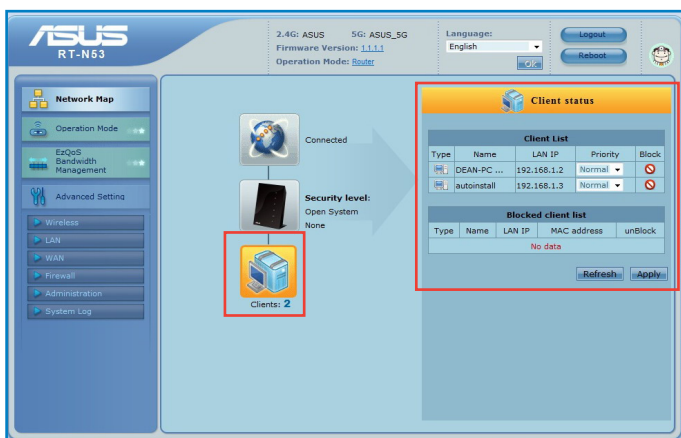 ASUS
RT-N53
2.4G: ASUS 5G: ASUS_5G
Firmware Version: 1.1.1.1
Operation Mode: Router
Language:
English
OK
Logout
Reboot
Network Map
Operation Mode
EzQoS
Bandwidth
Management
Advanced Setting
Wireless
LAN
WAN
Firewall
Administration
System Log
Connected
Security level:
Open System
None
Clients: 2
Client status
Client List
Type Name LAN IP Priority Block
DEAN-PC ... 192.168.1.2 Normal
autoinstall 192.168.1.3 Normal
Blocked client list
Type Name LAN IP MAC address unBlock
No data
Refresh Apply